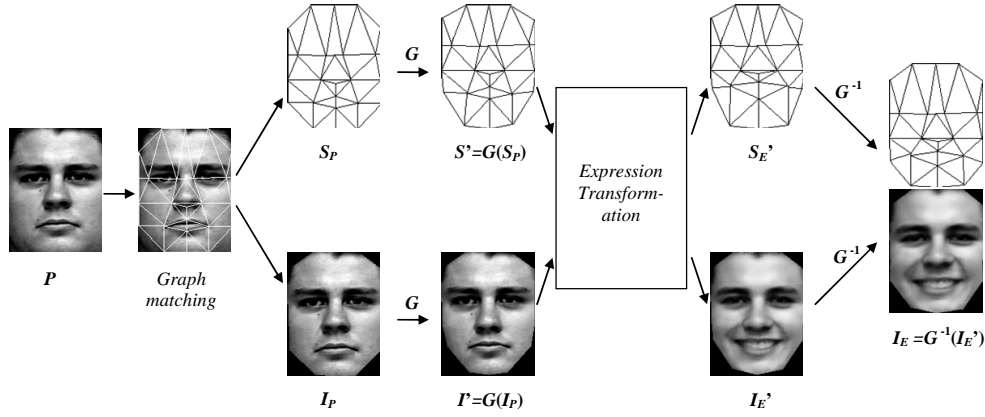 G
G⁻¹
S_P
S’=G(S_P)
S_E’
Expression
Transform-
ation
P
Graph
matching
G
G⁻¹
I_E =G⁻¹(I_E’)
I_P
I’=G(I_P)
I_E’